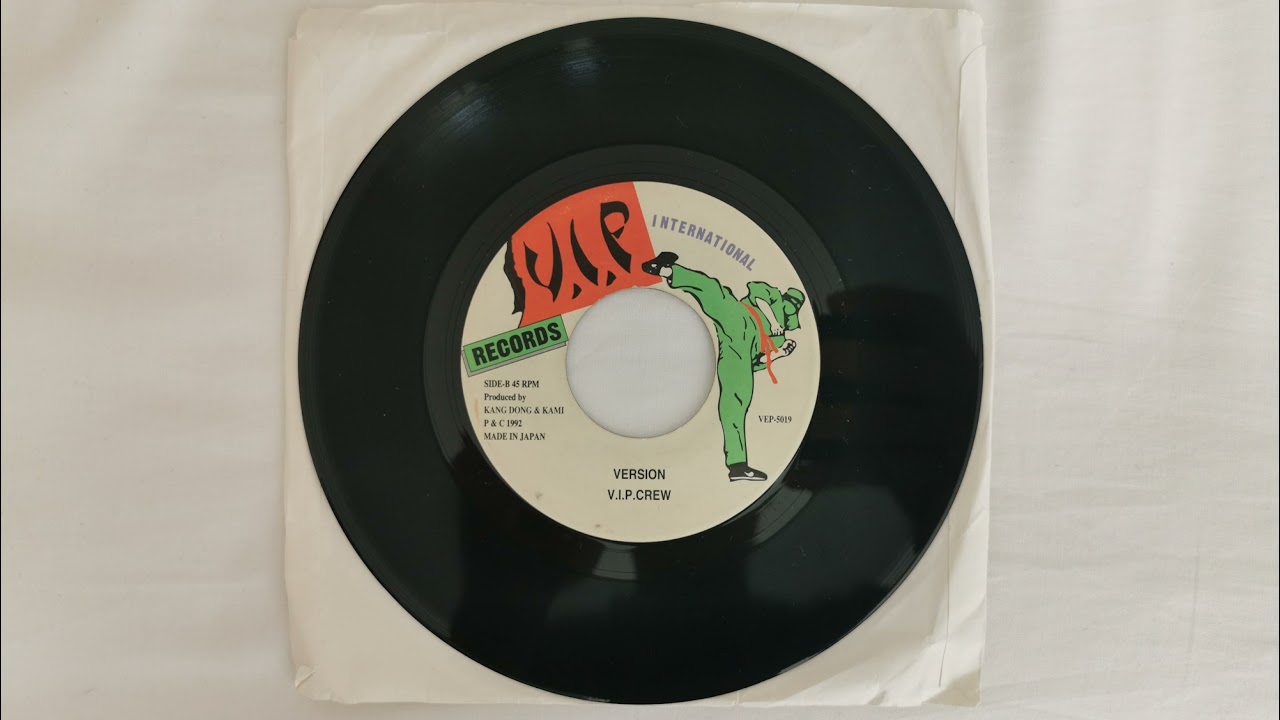 V.I.P
INTERNATIONAL
RECORDS
SIDE-B 45 RPM
Produced by
KANG DONG & KAMI
P & C 1992
MADE IN JAPAN
VEP-5019
VERSION
V.I.P.CREW